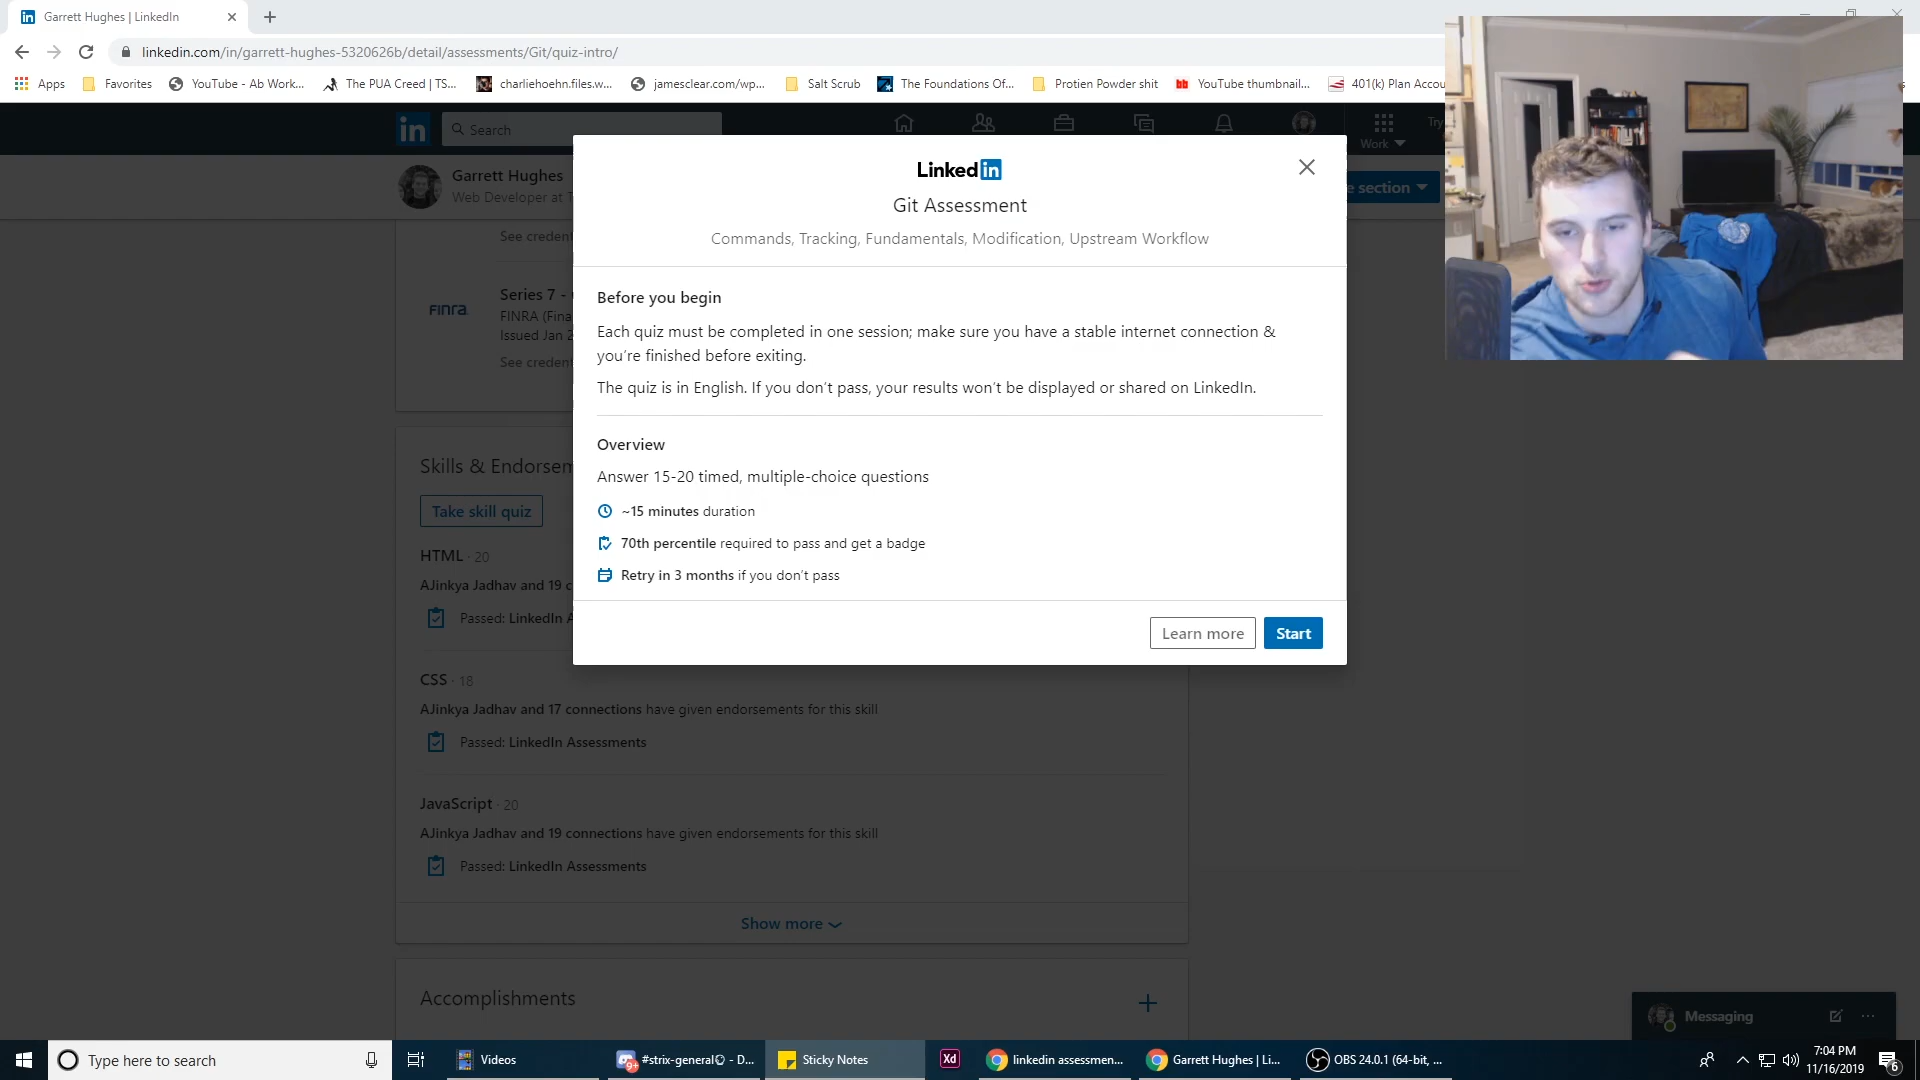 Garrett Hughes | LinkedIn
linkedin.com/in/garrett-hughes-5320626b/detail/assessments/Git/quiz-intro/
Apps
Favorites
YouTube - Ab Work...
The PUA Creed | TS...
charliehoehn.files.w...
jamesclear.com/wp...
Salt Scrub
The Foundations Of...
Protien Powder shit
YouTube thumbnail...
401(k) Plan Accou
in
Search
Work
Try
Garrett Hughes
Web Developer at T
e section
LinkedIn
Git Assessment
Commands, Tracking, Fundamentals, Modification, Upstream Workflow
Before you begin
Each quiz must be completed in one session; make sure you have a stable internet connection &
you're finished before exiting.
The quiz is in English. If you don't pass, your results won't be displayed or shared on LinkedIn.
Overview
Answer 15-20 timed, multiple-choice questions
~15 minutes duration
70th percentile required to pass and get a badge
Retry in 3 months if you don't pass
Learn more
Start
See creden
FINRA
Series 7 -
FINRA (Fina
Issued Jan 2
See creden
Skills & Endorsem
Take skill quiz
HTML · 20
AJinkya Jadhav and 19 c
Passed: LinkedIn A
CSS · 18
AJinkya Jadhav and 17 connections have given endorsements for this skill
Passed: LinkedIn Assessments
JavaScript · 20
AJinkya Jadhav and 19 connections have given endorsements for this skill
Passed: LinkedIn Assessments
Show more
Accomplishments
Messaging
Type here to search
Videos
#strix-general© - D...
9+
Sticky Notes
Xd
linkedin assessmen...
Garrett Hughes | Li...
OBS 24.0.1 (64-bit, ...
7:04 PM
11/16/2019
6